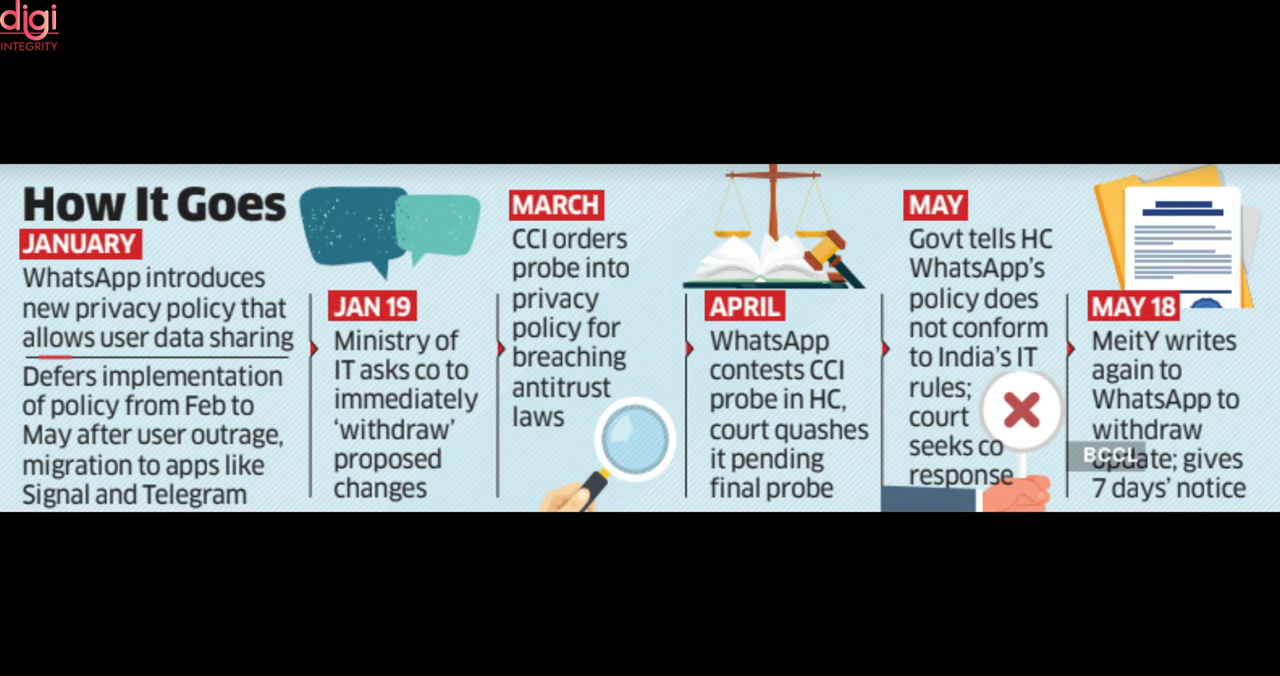 digi
INTEGRITY
How It Goes
JANUARY
WhatsApp introduces
new privacy policy that
allows user data sharing
Defers implementation
of policy from Feb to
May after user outrage,
migration to apps like
Signal and Telegram
JAN 19
Ministry of
IT asks co to
immediately
‘withdraw’
proposed
changes
MARCH
CCI orders
probe into
privacy
policy for
breaching
antitrust
laws
APRIL
WhatsApp
contests CCI
probe in HC,
court quashes
it pending
final probe
MAY
Govt tells HC
WhatsApp’s
policy does
not conform
to India’s IT
rules;
court
seeks co
response
MAY 18
MeitY writes
again to
WhatsApp to
withdraw
update; gives
7 days’ notice
BCCL